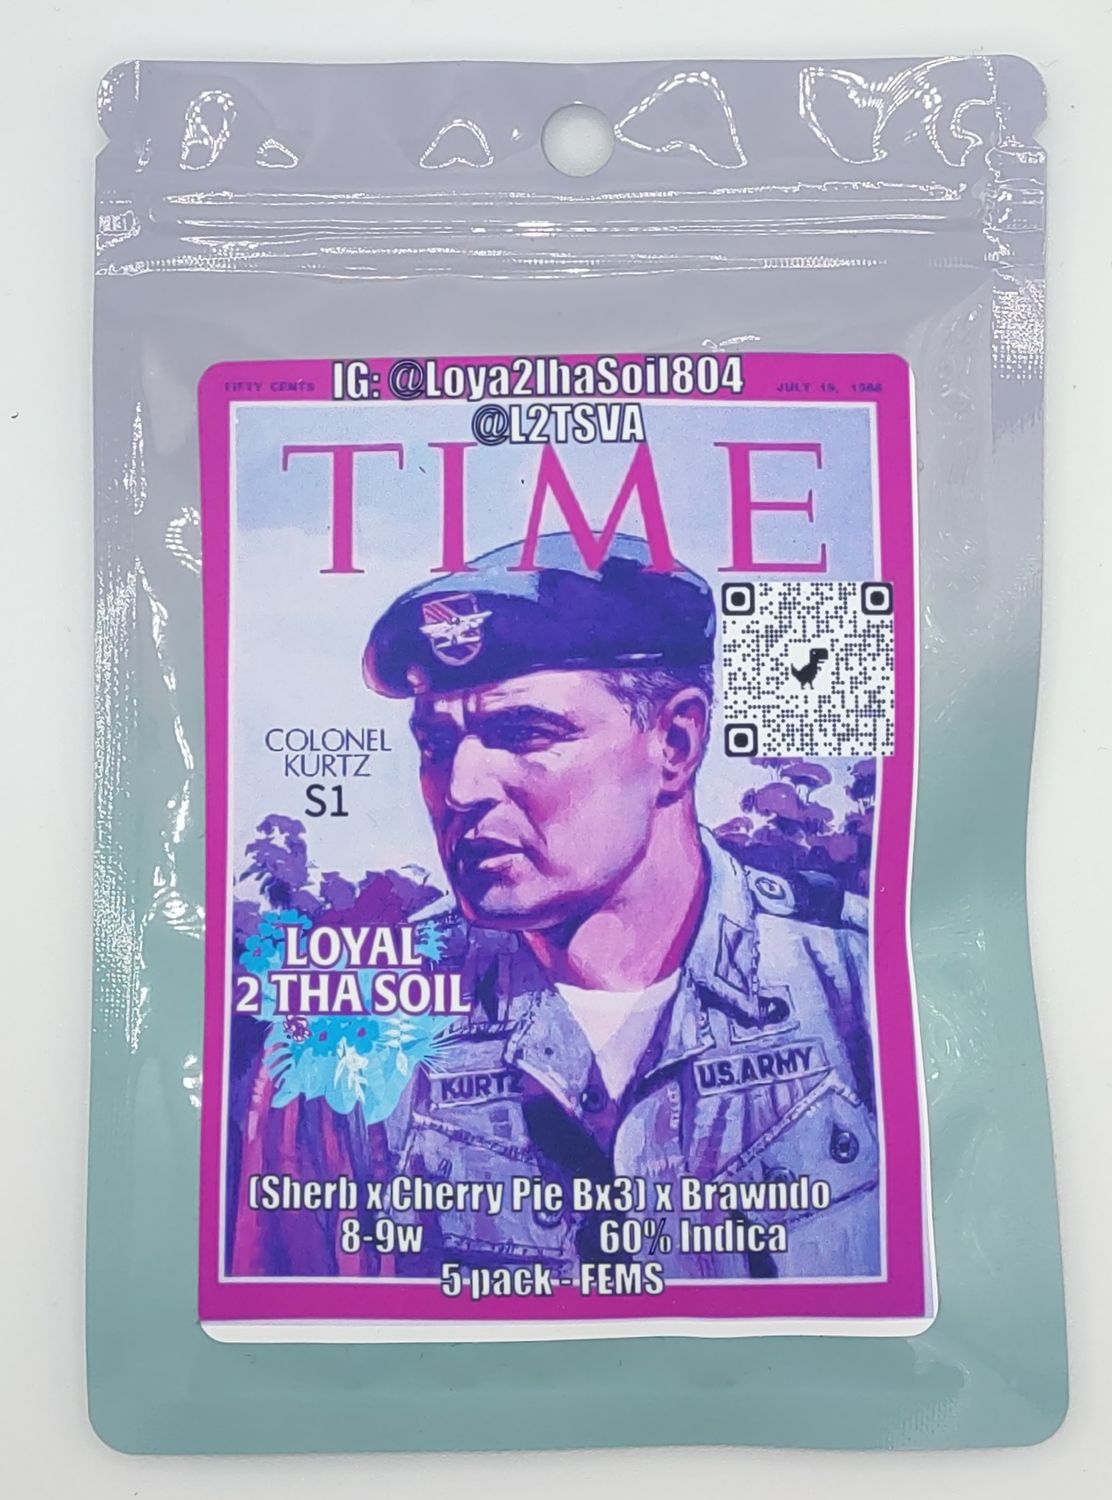 FIFTY CENTS
IG: @Loya2lhaSoil804
JULY 19, 1968
@L2TSVA
TIME
COLONEL
KURTZ
S1
LOYAL
2 THA SOIL
KURTZ
U.S.ARMY
(Sherb x Cherry Pie Bx3) x Brawndo
8-9w
60% Indica
5 pack - FEMS